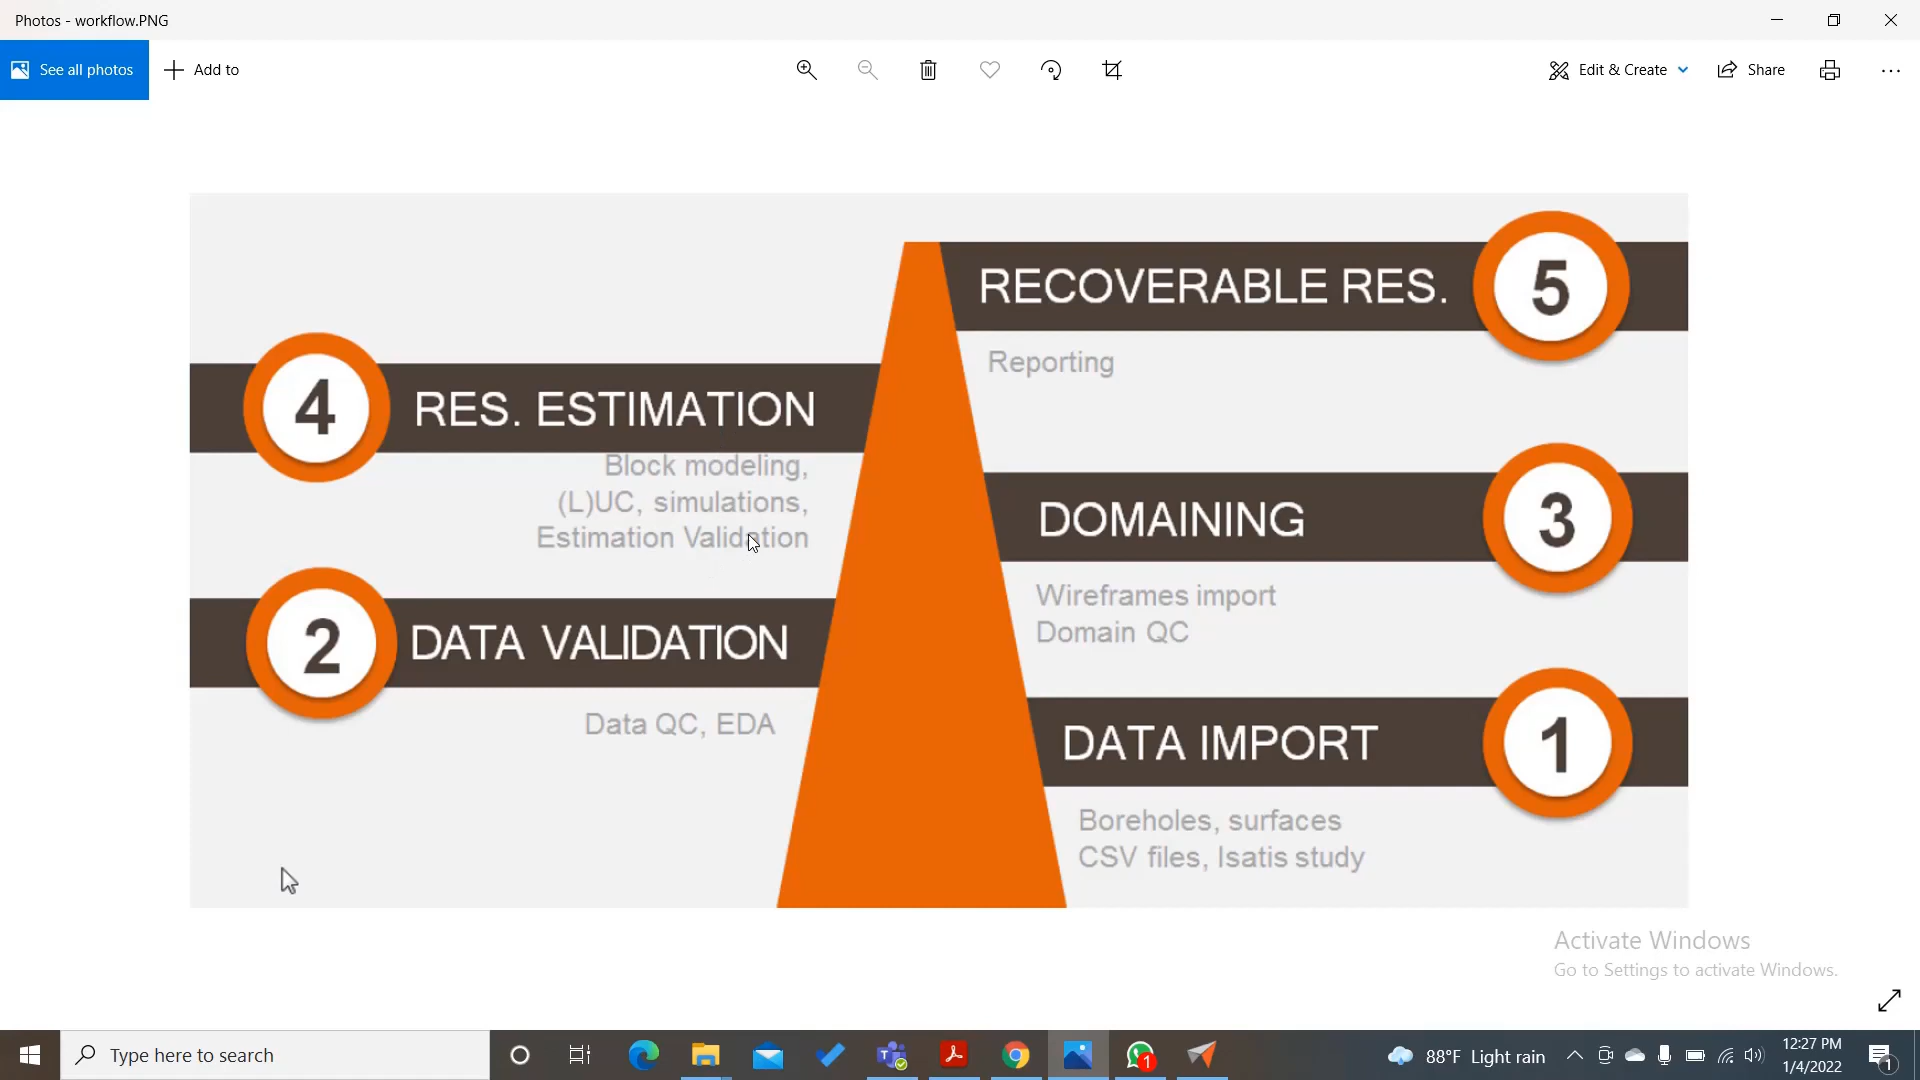 Photos - workflow.PNG
See all photos
Add to
Edit & Create
Share
RECOVERABLE RES.
5
Reporting
4
RES. ESTIMATION
Block modeling,
(L)UC, simulations,
Estimation Validation
DOMAINING
3
Wireframes import
Domain QC
2
DATA VALIDATION
Data QC, EDA
DATA IMPORT
1
Boreholes, surfaces
CSV files, Isatis study
Activate Windows
Go to Settings to activate Windows.
Type here to search
1
88°F Light rain
12:27 PM
1/4/2022
1